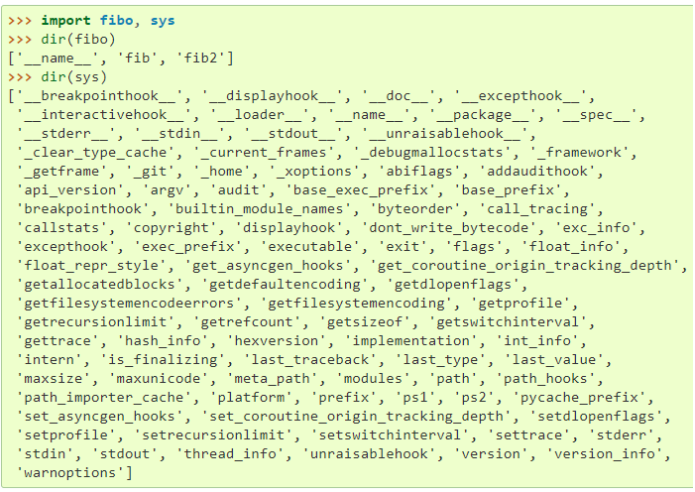 >>> import fibo, sys
>>> dir(fibo)
['__name__', 'fib', 'fib2']
>>> dir(sys)
['__breakpointhook__', '__displayhook__', '__doc__', '__excepthook__',
'__interactivehook__', '__loader__', '__name__', '__package__', '__spec__',
'__stderr__', '__stdin__', '__stdout__', '__unraisablehook__',
'_clear_type_cache', '_current_frames', '_debugmallocstats', '_framework',
'_getframe', '_git', '_home', '_xoptions', 'abiflags', 'addaudithook',
'api_version', 'argv', 'audit', 'base_exec_prefix', 'base_prefix',
'breakpointhook', 'builtin_module_names', 'byteorder', 'call_tracing',
'callstats', 'copyright', 'displayhook', 'dont_write_bytecode', 'exc_info',
'excepthook', 'exec_prefix', 'executable', 'exit', 'flags', 'float_info',
'float_repr_style', 'get_asyncgen_hooks', 'get_coroutine_origin_tracking_depth',
'getallocatedblocks', 'getdefaultencoding', 'getdlopenflags',
'getfilesystemencodeerrors', 'getfilesystemencoding', 'getprofile',
'getrecursionlimit', 'getrefcount', 'getsizeof', 'getswitchinterval',
'gettrace', 'hash_info', 'hexversion', 'implementation', 'int_info',
'intern', 'is_finalizing', 'last_traceback', 'last_type', 'last_value',
'maxsize', 'maxunicode', 'meta_path', 'modules', 'path', 'path_hooks',
'path_importer_cache', 'platform', 'prefix', 'ps1', 'ps2', 'pycache_prefix',
'set_asyncgen_hooks', 'set_coroutine_origin_tracking_depth', 'setdlopenflags',
'setprofile', 'setrecursionlimit', 'setswitchinterval', 'settrace', 'stderr',
'stdin', 'stdout', 'thread_info', 'unraisablehook', 'version', 'version_info',
'warnoptions']